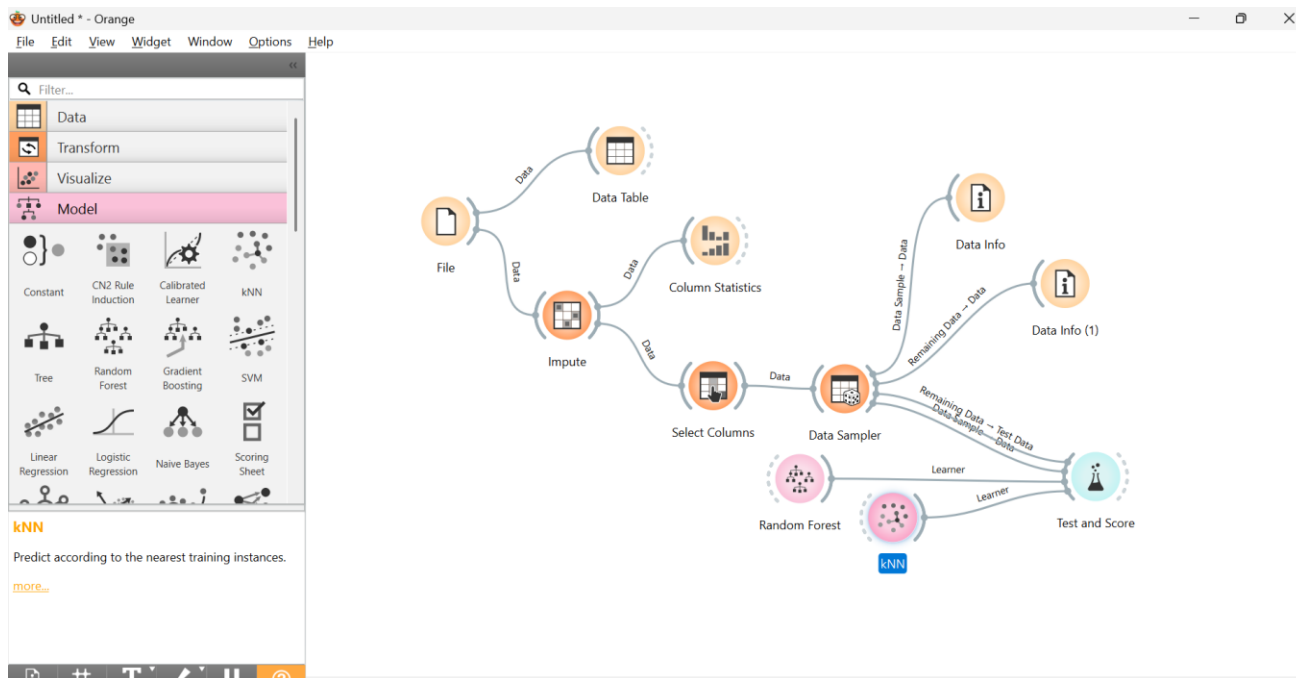 Untitled * - Orange
File Edit View Widget Window Options Help
Filter...
Data
Transform
Visualize
Model
Constant
CN2 Rule
Induction
Calibrated
Learner
kNN
Tree
Random
Forest
Gradient
Boosting
SVM
Linear
Regression
Logistic
Regression
Naive Bayes
Scoring
Sheet
kNN
Predict according to the nearest training instances.
more...
File
Data
Data Table
Data
Impute
Data
Column Statistics
Data
Select Columns
Data
Data Sampler
Data Sample → Data
Data Info
Remaining Data → Data
Data Info (1)
Remaining Data → Test Data
Data Sample → Data
Random Forest
Learner
kNN
Learner
Test and Score